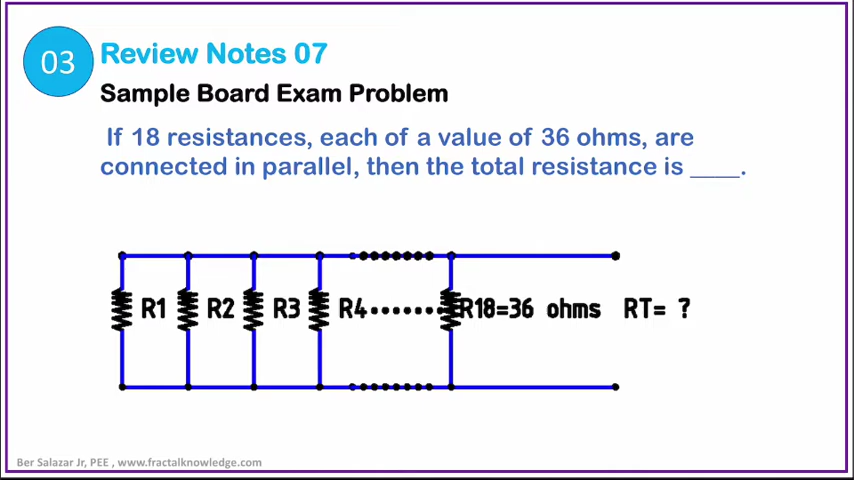 03
Review Notes 07
Sample Board Exam Problem
If 18 resistances, each of a value of 36 ohms, are
connected in parallel, then the total resistance is ____.
R1 R2 R3 R4.......R18=36 ohms RT= ?
Ber Salazar Jr, PEE , www.fractalknowledge.com